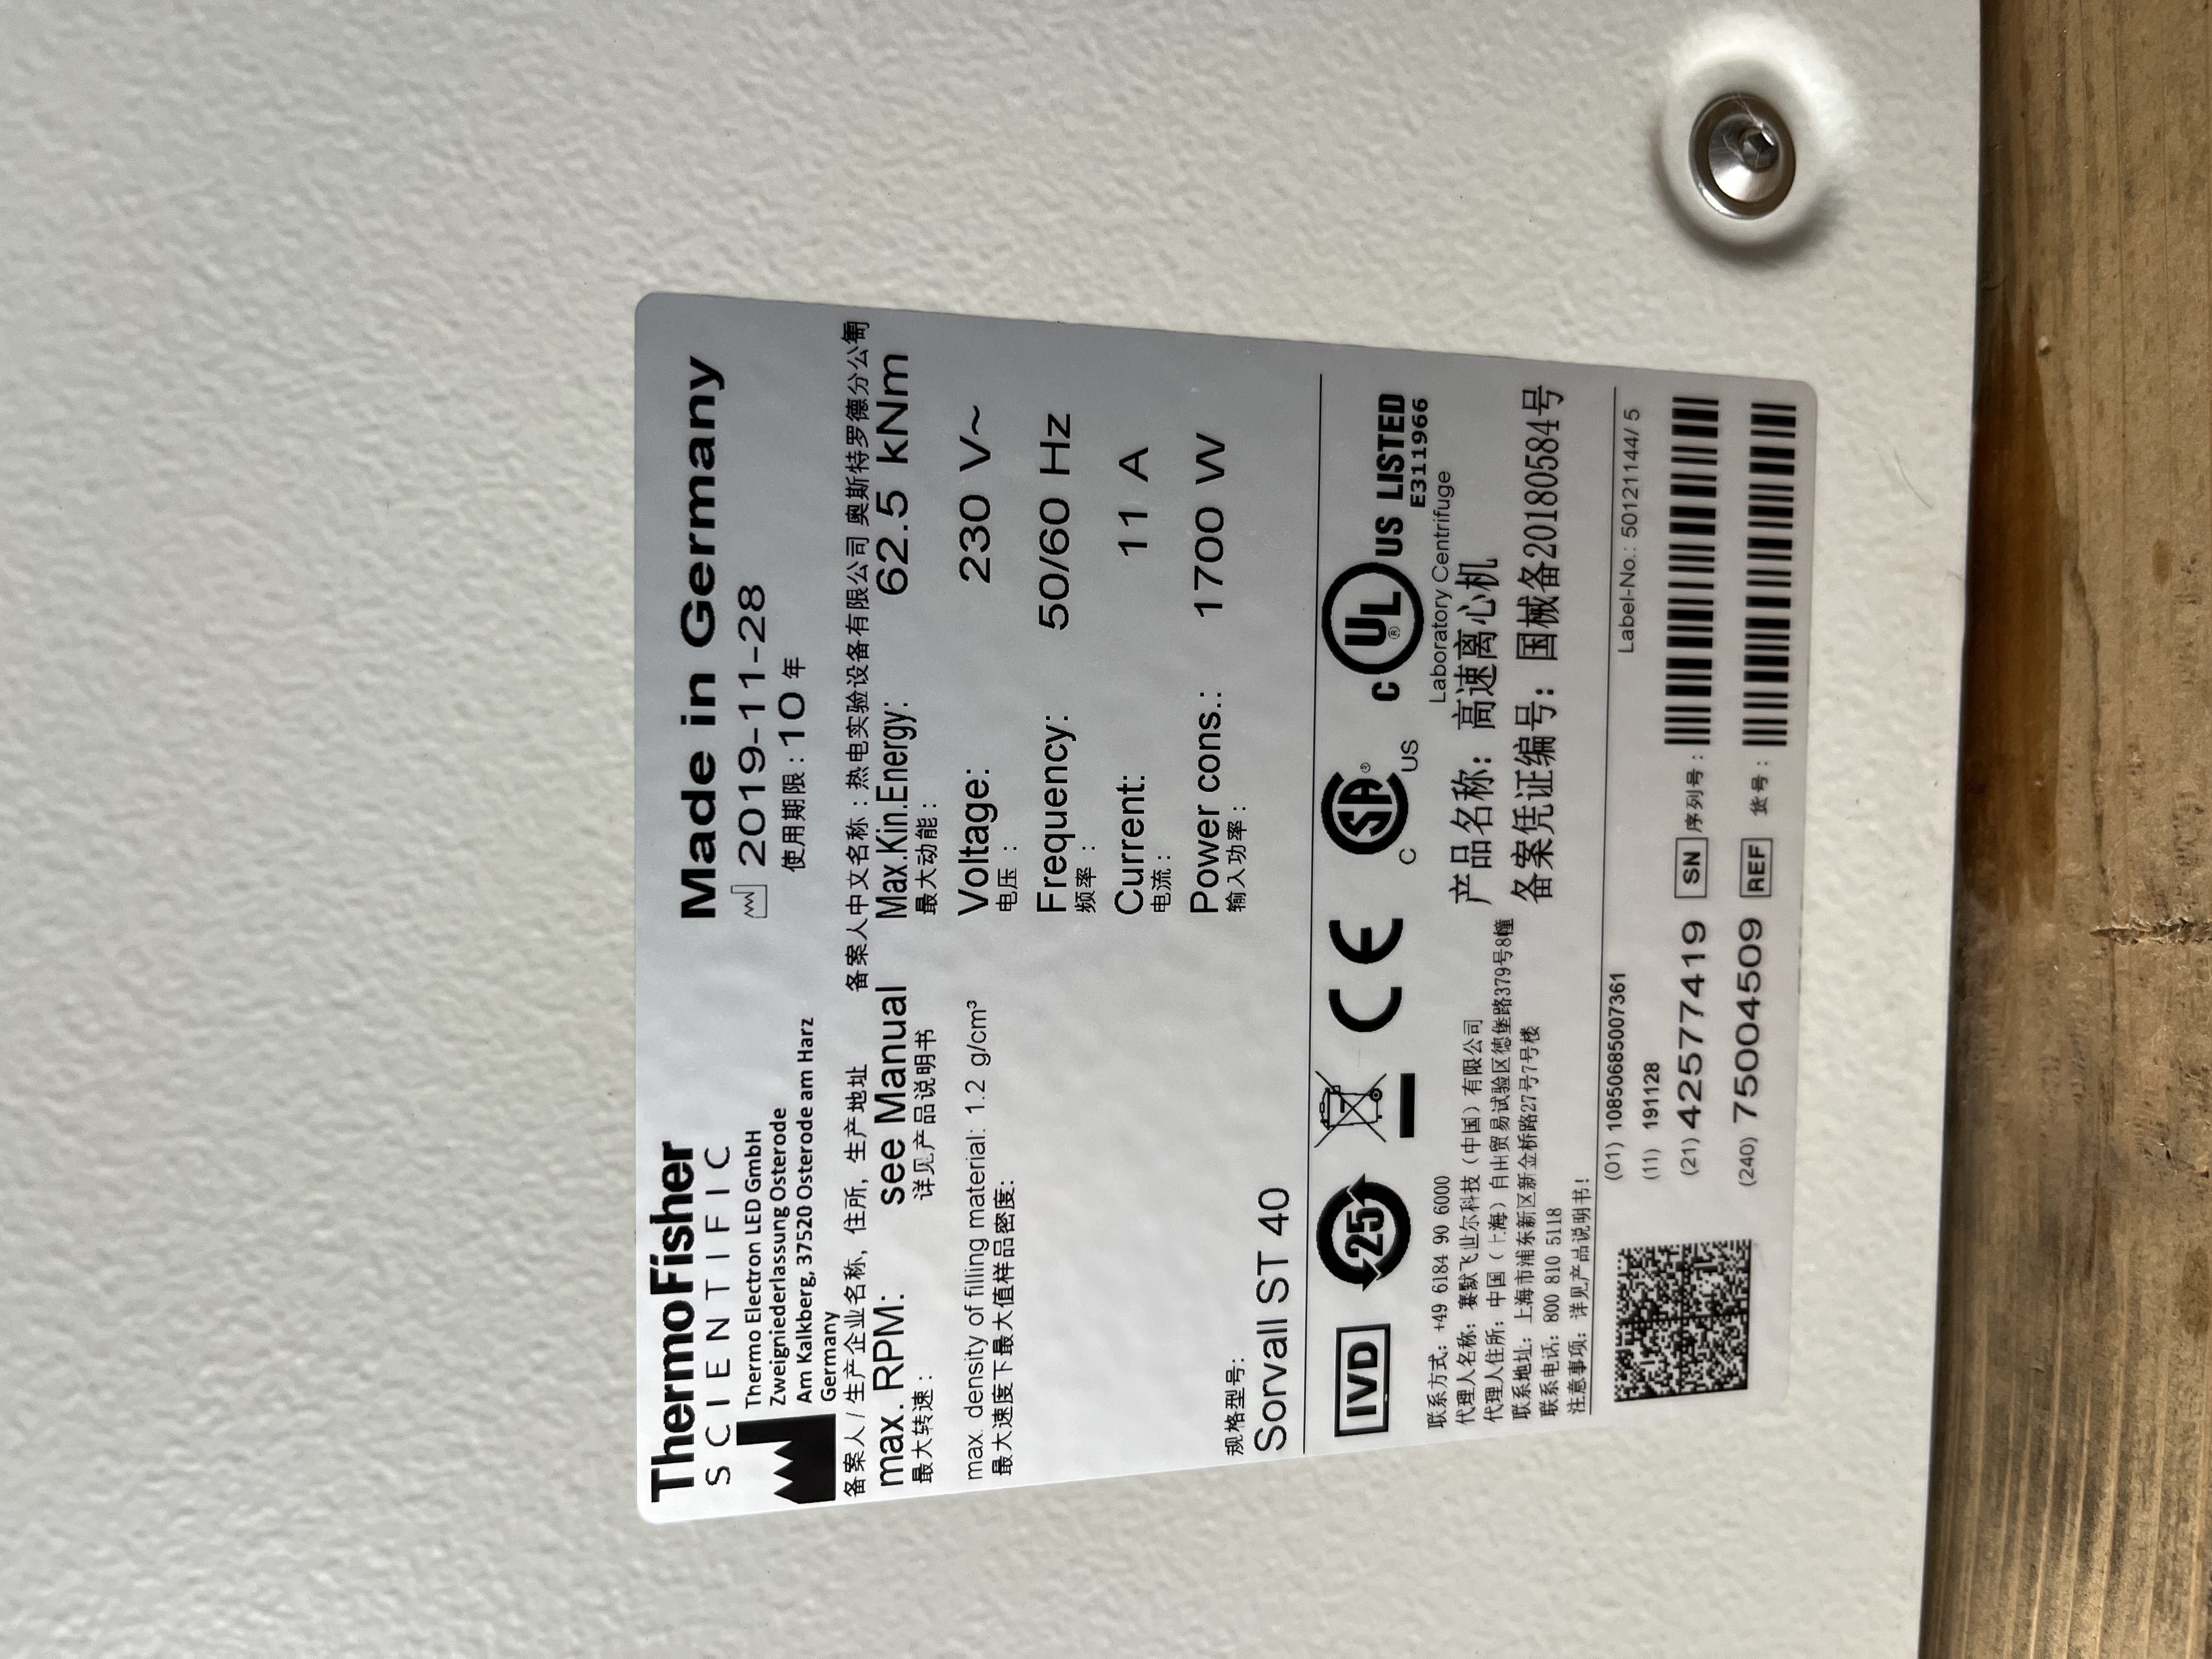 ThermoFisher
SCIENTIFIC
Thermo Electron LED GmbH
Zweigniederlassung Osterode
Am Kalkberg, 37520 Osterode am Harz
Germany
Made in Germany
2019-11-28
使用期限：10 年
备案人/生产企业名称，住所，生产地址 备案人中文名称：热电实验设备有限公司 奥斯特罗德分公司
max. RPM: see Manual
最大转速： 详见产品说明书
Max.Kin.Energy: 62.5 kNm
最大动能：
max. density of filling material: 1.2 g/cm³
最大速度下最大值样品密度：
Voltage: 230 V~
电压：
Frequency: 50/60 Hz
频率：
Current: 11 A
电流：
Power cons.: 1700 W
输入功率：
规格型号：
Sorvall ST 40
IVD
25
CE
C SA ® US
C UL ® US LISTED
E311966
Laboratory Centrifuge
联系方式：+49 6184 90 6000
代理人名称：赛默飞世尔科技（中国）有限公司
代理人住所：中国（上海）自由贸易试验区德堡路379号8幢
联系地址：上海市浦东新区新金桥路27号7号楼
联系电话：800 810 5118
注意事项：详见产品说明书！
产品名称：高速离心机
备案凭证编号：国械备20180584号
Label-No.: 50121144/ 5
(01) 10850685007361
(11) 191128
(21) 42577419 SN 序列号：
(240) 75004509 REF 货号：